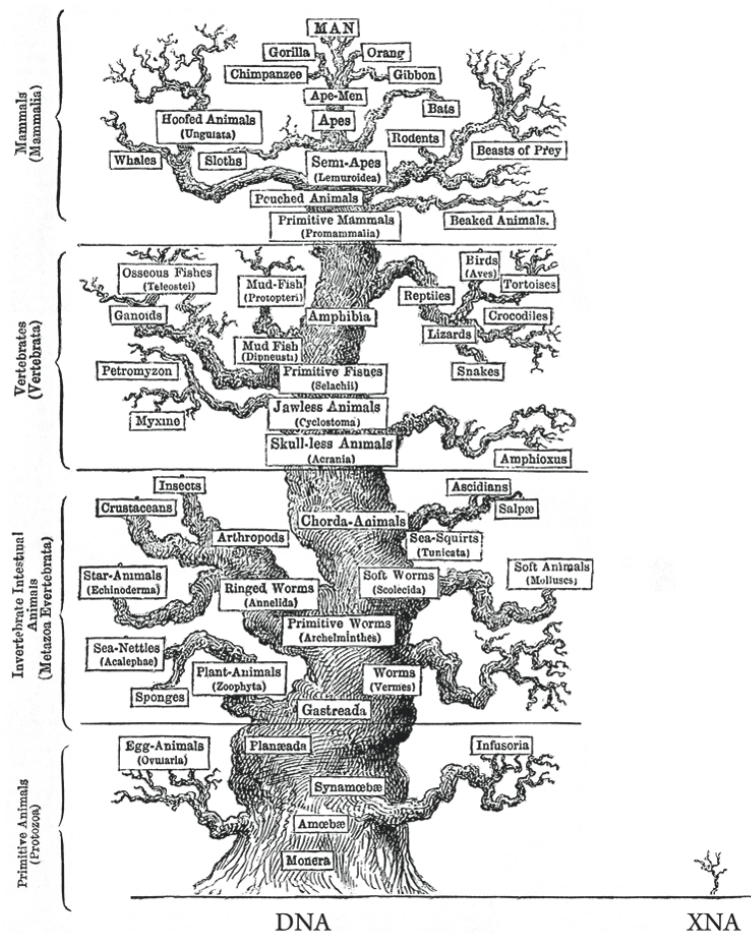 MAN
Gorilla
Orang
Chimpanzee
Gibbon
Ape-Men
Bats
Apes
Hoofed Animals
(Ungulata)
Rodents
Whales
Sloths
Semi-Apes
(Lemuroidea)
Beasts of Prey
Pouched Animals
Primitive Mammals
(Promammalia)
Beaked Animals.
Mammals
(Mammalia)
Osseous Fishes
(Teleostei)
Mud-Fish
(Protopteri)
Birds
(Aves)
Tortoises
Reptiles
Ganoids
Amphibia
Crocodiles
Lizards
Mud Fish
(Dipneusti)
Snakes
Petromyzon
Primitive Fishes
(Selachii)
Myxine
Jawless Animals
(Cyclostoma)
Skull-less Animals
(Acrania)
Amphioxus
Vertebrates
(Vertebrata)
Insects
Ascidians
Crustaceans
Salpæ
Chorda-Animals
Arthropods
Sea-Squirts
(Tunicata)
Star-Animals
(Echinoderma)
Ringed Worms
(Annelida)
Soft Worms
(Scolecida)
Soft Animals
(Molluscs)
Primitive Worms
(Archelminthes)
Sea-Nettles
(Acalephae)
Plant-Animals
(Zoophyta)
Worms
(Vermes)
Sponges
Gastreada
Invertebrate Intestinal
Animals
(Metazoa Evertebrata)
Egg-Animals
(Ovularia)
Planæada
Infusoria
Synamœbæ
Amœbæ
Monera
Primitive Animals
(Protozoa)
DNA
XNA